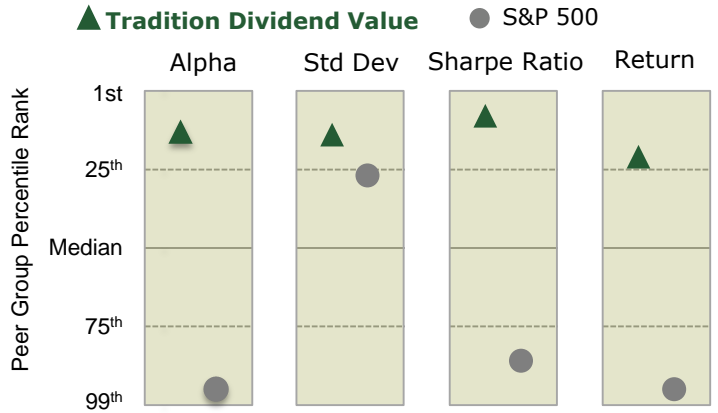 Tradition Dividend Value
S&P 500
Alpha
Std Dev
Sharpe Ratio
Return
Peer Group Percentile Rank
1st
25th
Median
75th
99th